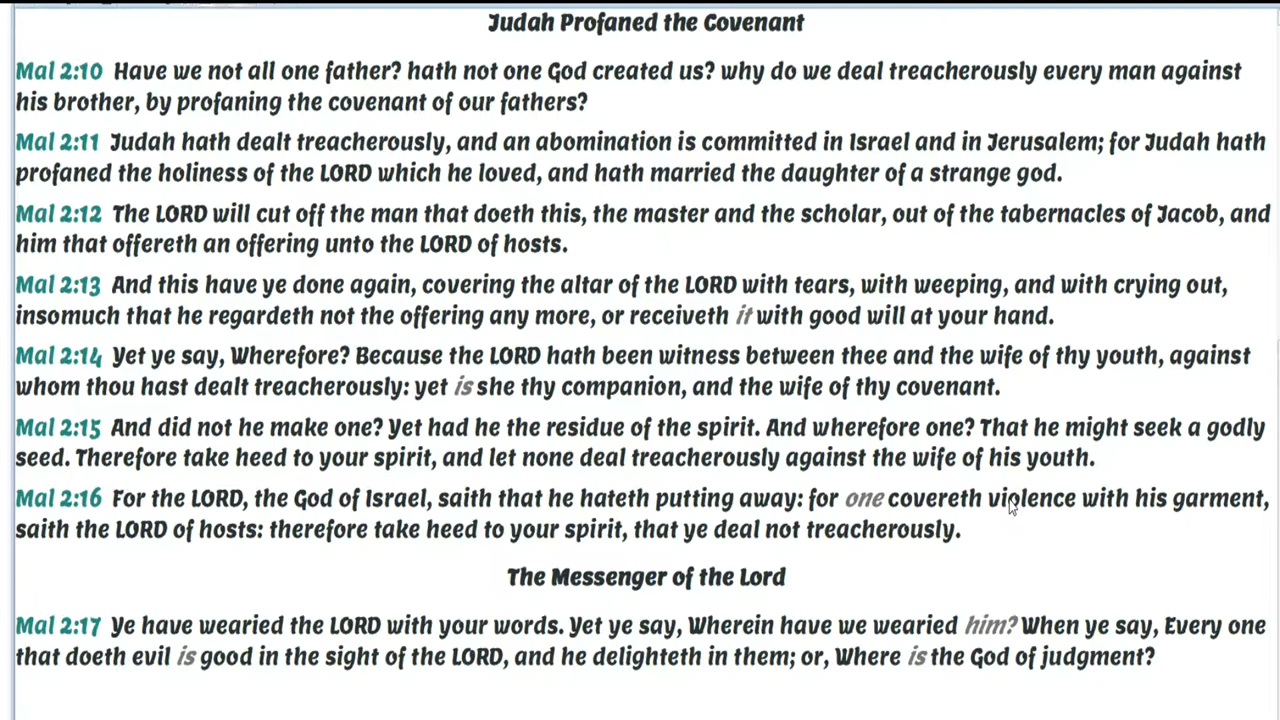 Judah Profaned the Covenant
Mal 2:10 Have we not all one father? hath not one God created us? why do we deal treacherously every man against
his brother, by profaning the covenant of our fathers?
Mal 2:11 Judah hath dealt treacherously, and an abomination is committed in Israel and in Jerusalem; for Judah hath
profaned the holiness of the LORD which he loved, and hath married the daughter of a strange god.
Mal 2:12 The LORD will cut off the man that doeth this, the master and the scholar, out of the tabernacles of Jacob, and
him that offereth an offering unto the LORD of hosts.
Mal 2:13 And this have ye done again, covering the altar of the LORD with tears, with weeping, and with crying out,
insomuch that he regardeth not the offering any more, or receiveth it with good will at your hand.
Mal 2:14 Yet ye say, Wherefore? Because the LORD hath been witness between thee and the wife of thy youth, against
whom thou hast dealt treacherously: yet is she thy companion, and the wife of thy covenant.
Mal 2:15 And did not he make one? Yet had he the residue of the spirit. And wherefore one? That he might seek a godly
seed. Therefore take heed to your spirit, and let none deal treacherously against the wife of his youth.
Mal 2:16 For the LORD, the God of Israel, saith that he hateth putting away: for one covereth violence with his garment,
saith the LORD of hosts: therefore take heed to your spirit, that ye deal not treacherously.
The Messenger of the Lord
Mal 2:17 Ye have wearied the LORD with your words. Yet ye say, Wherein have we wearied him? When ye say, Every one
that doeth evil is good in the sight of the LORD, and he delighteth in them; or, Where is the God of judgment?